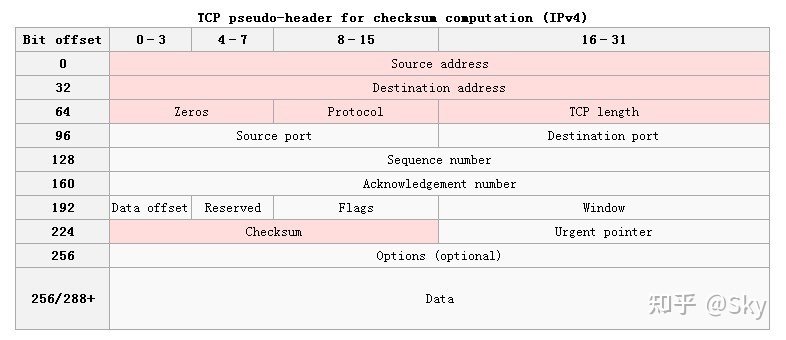 TCP pseudo-header for checksum computation (IPv4)
Bit offset 0-3 4-7 8-15 16-31
0 Source address
32 Destination address
64 Zeros Protocol TCP length
96 Source port Destination port
128 Sequence number
160 Acknowledgement number
192 Data offset Reserved Flags Window
224 Checksum Urgent pointer
256 Options (optional)
256/288+ Data
知乎 @Sky